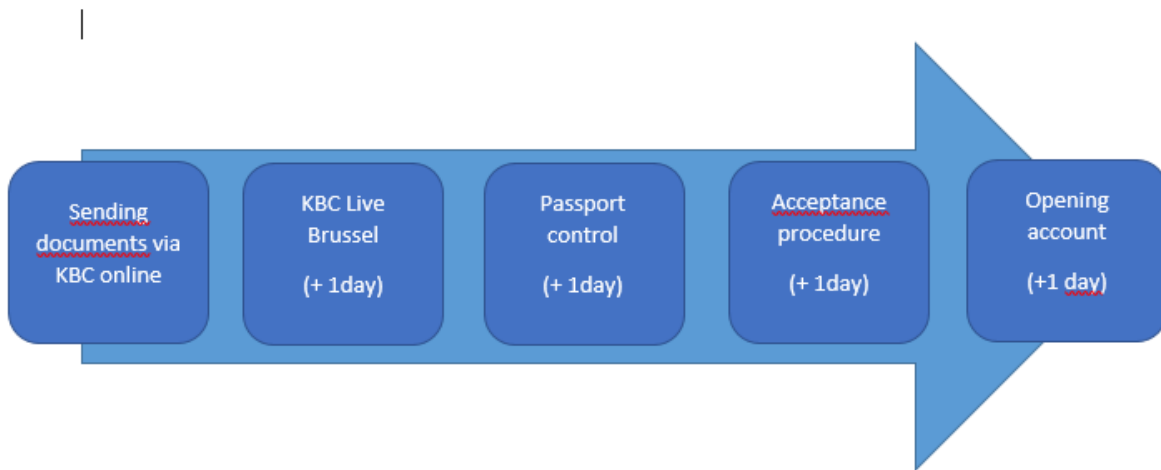 Sending
documents via
KBC online
KBC Live
Brussel
(+ 1day)
Passport
control
(+ 1day)
Acceptance
procedure
(+ 1day)
Opening
account
(+1 day)